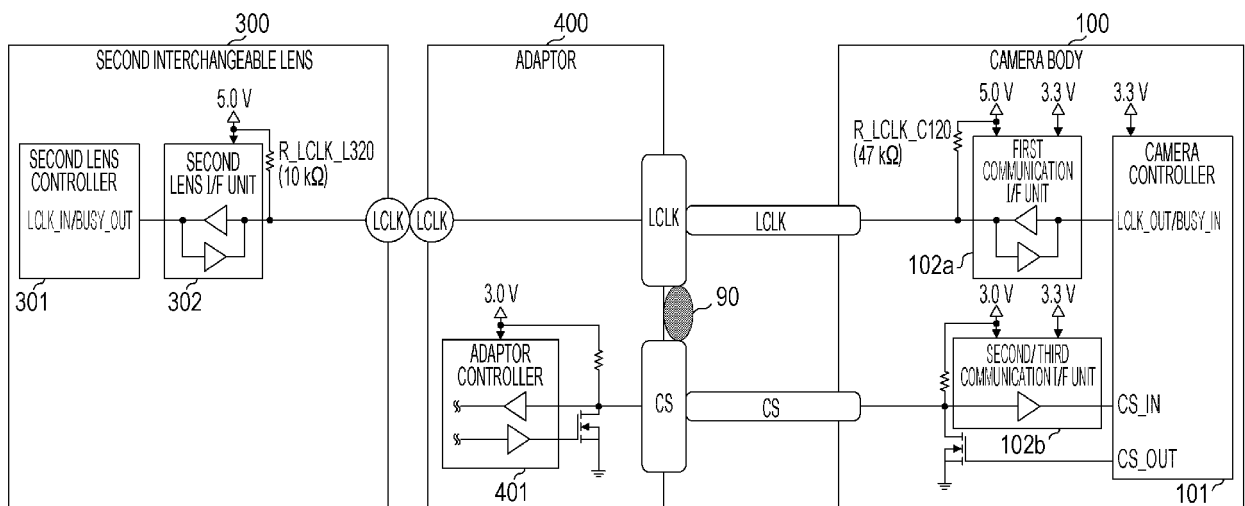 300
SECOND INTERCHANGEABLE LENS
400
ADAPTOR
100
CAMERA BODY
5.0 V
R_LCLK_L320
(10 kΩ)
SECOND LENS
CONTROLLER
LCLK_IN/BUSY_OUT
301
SECOND
LENS I/F UNIT
302
LCLK
LCLK
LCLK
LCLK
R_LCLK_C120
(47 kΩ)
5.0 V
3.3 V
3.3 V
FIRST
COMMUNICATION
I/F UNIT
102a
CAMERA
CONTROLLER
LCLK_OUT/BUSY_IN
90
3.0 V
ADAPTOR
CONTROLLER
401
CS
CS
3.0 V
3.3 V
SECOND/THIRD
COMMUNICATION I/F UNIT
102b
CS_IN
CS_OUT
101